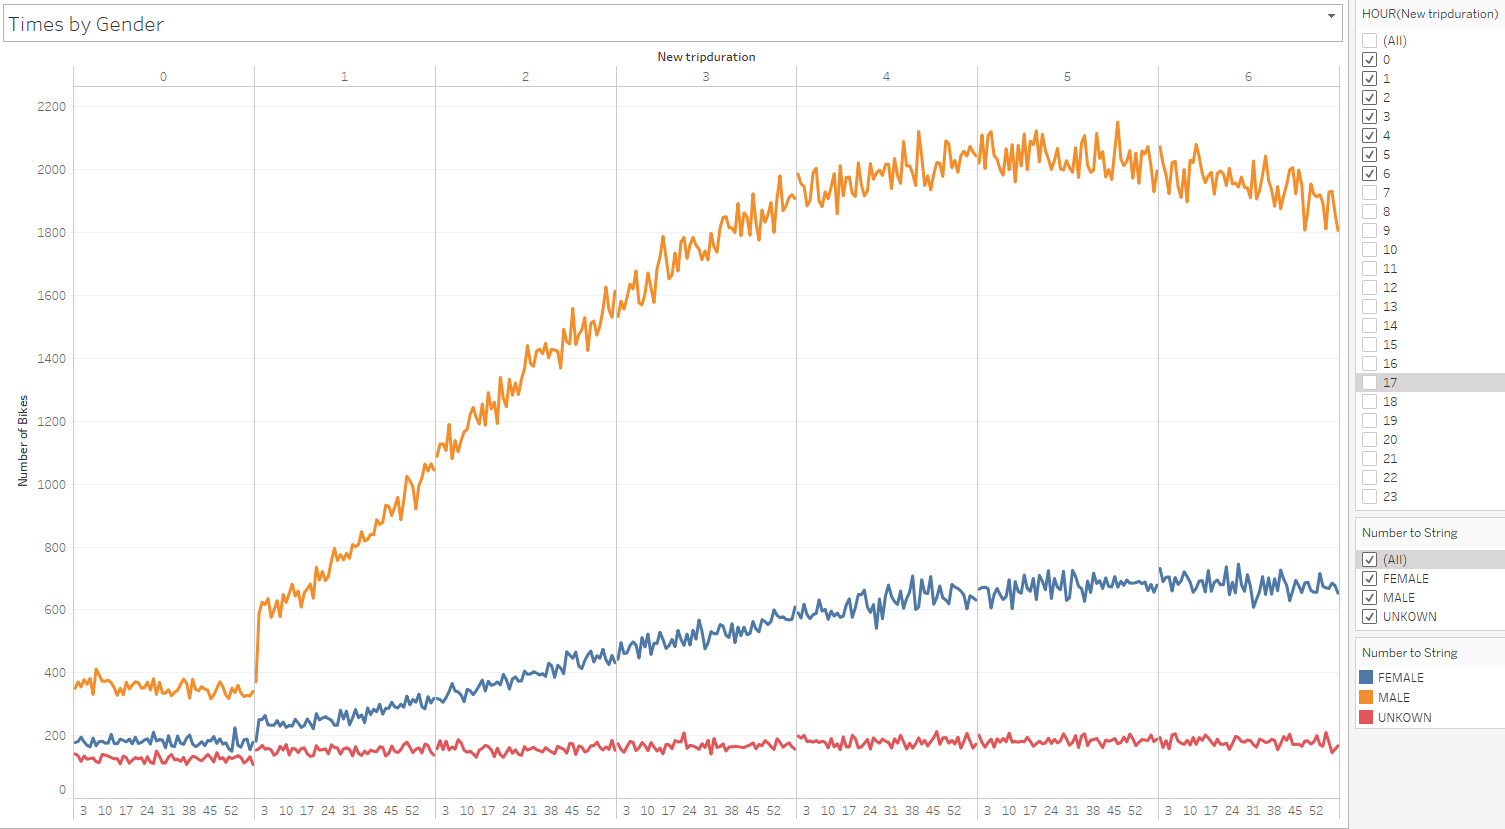 Times by Gender
New tripduration
0 1 2 3 4 5 6
2200
2000
1800
1600
1400
1200
1000
800
600
400
200
0
Number of Bikes
3 10 17 24 31 38 45 52 3 10 17 24 31 38 45 52 3 10 17 24 31 38 45 52 3 10 17 24 31 38 45 52 3 10 17 24 31 38 45 52 3 10 17 24 31 38 45 52 3 10 17 24 31 38 45 52
HOUR(New tripduration)
(All)
0
1
2
3
4
5
6
7
8
9
10
11
12
13
14
15
16
17
18
19
20
21
22
23
Number to String
(All)
FEMALE
MALE
UNKOWN
Number to String
FEMALE
MALE
UNKOWN